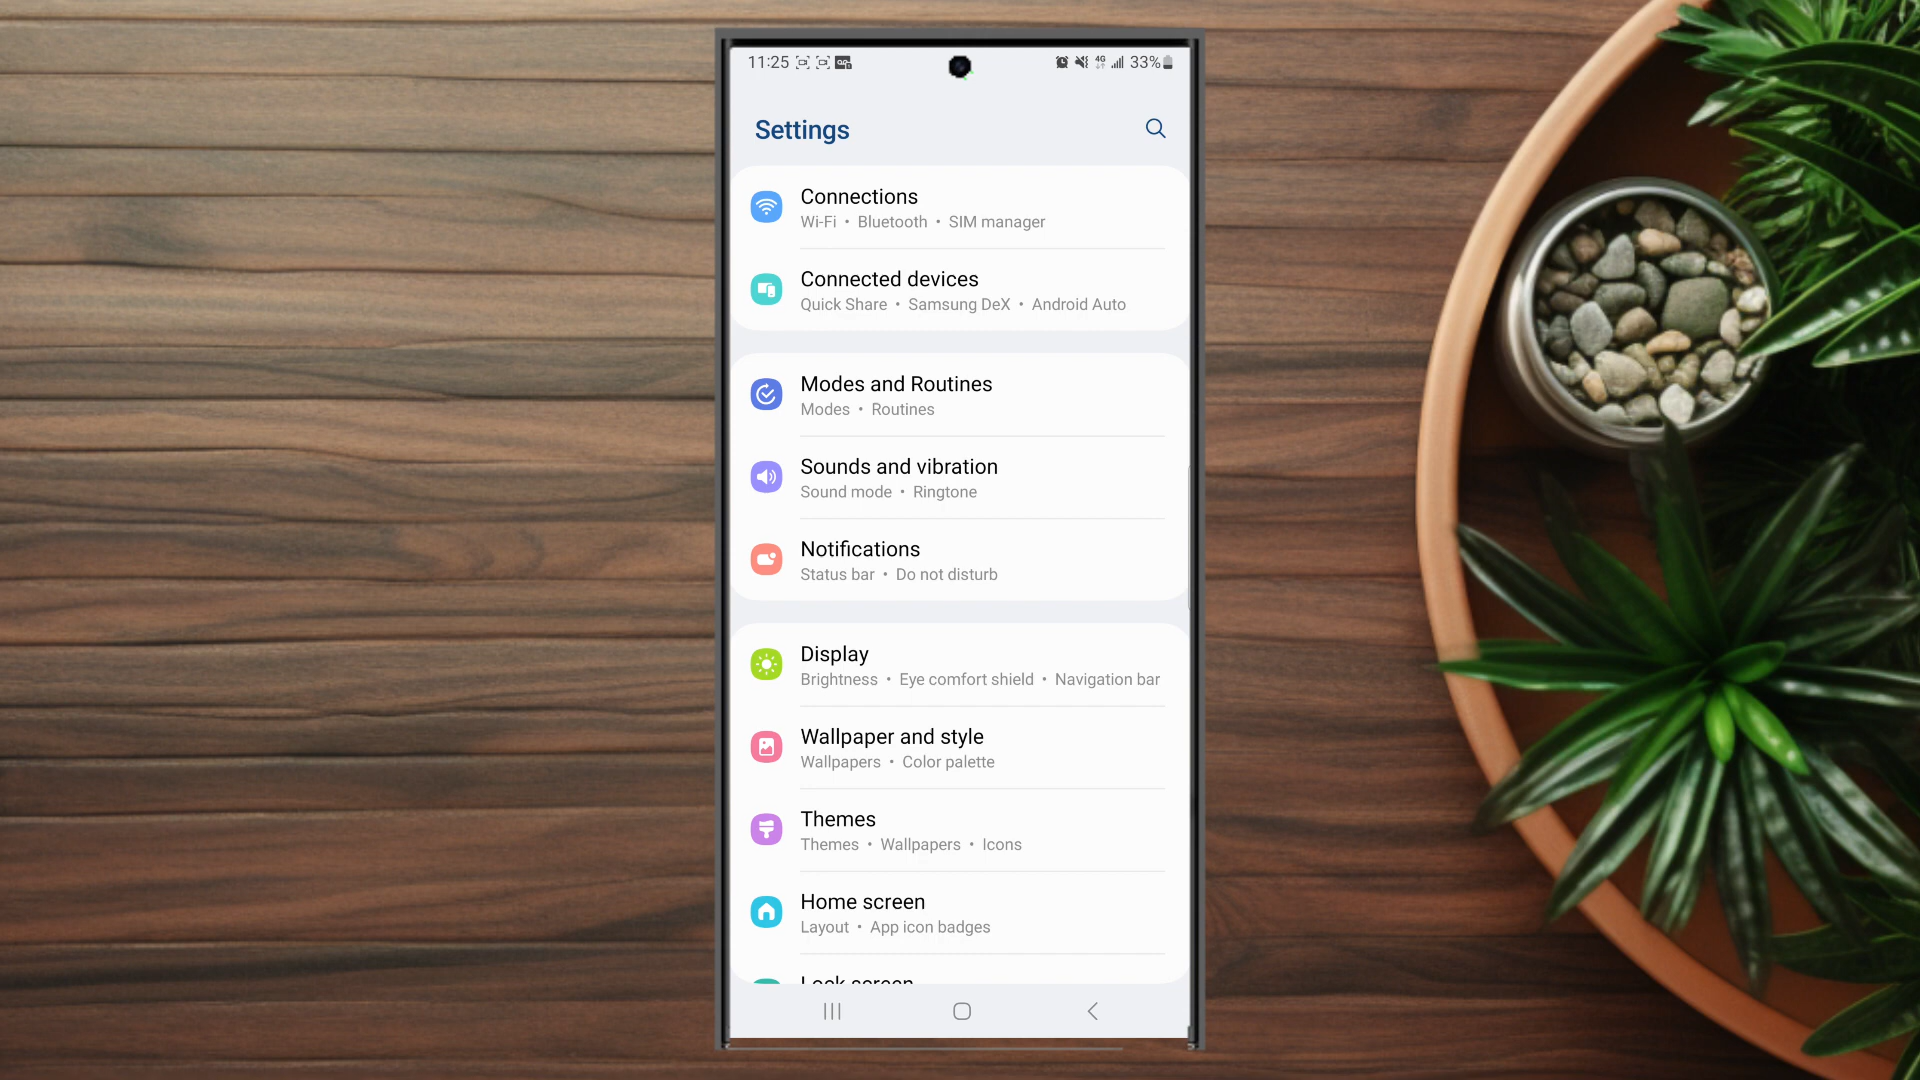 11:25 4G 33%
Settings
Connections
Wi-Fi • Bluetooth • SIM manager
Connected devices
Quick Share • Samsung DeX • Android Auto
Modes and Routines
Modes • Routines
Sounds and vibration
Sound mode • Ringtone
Notifications
Status bar • Do not disturb
Display
Brightness • Eye comfort shield • Navigation bar
Wallpaper and style
Wallpapers • Color palette
Themes
Themes • Wallpapers • Icons
Home screen
Layout • App icon badges
Lock screen